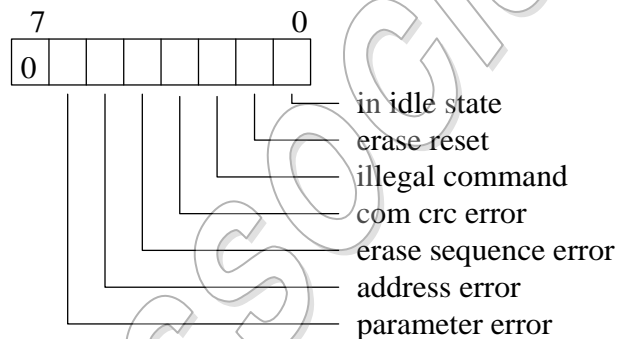 7 0
0
in idle state
erase reset
illegal command
com crc error
erase sequence error
address error
parameter error